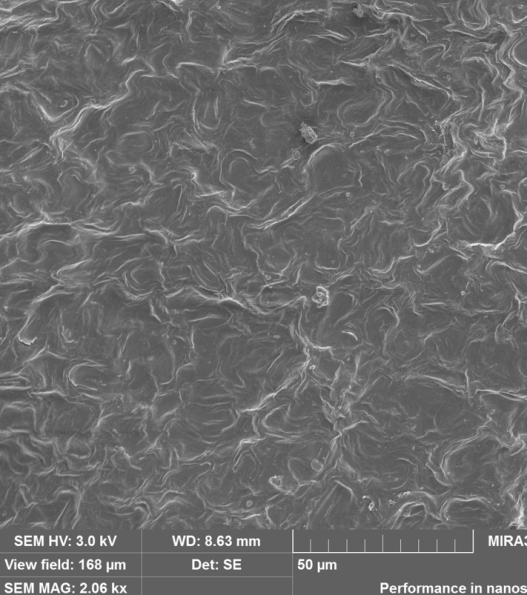 SEM HV: 3.0 kV WD: 8.63 mm MIRA3
View field: 168 µm Det: SE 50 µm
SEM MAG: 2.06 kx Performance in nanos